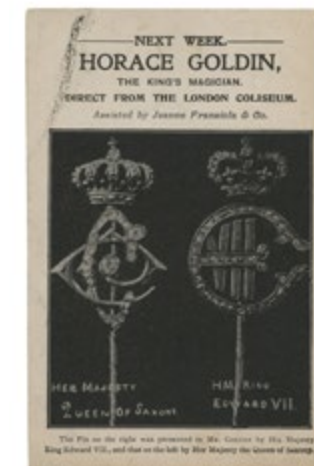 NEXT WEEK.
HORACE GOLDIN,
THE KING'S MAGICIAN.
DIRECT FROM THE LONDON COLISEUM.
Assisted by Jeanne Fransioli & Co.
HER MAJESTY
QUEEN OF SAXONY
H.M. KING
EDWARD VII.
The Pin on the right was presented to Mr. Goldin by His Majesty
King Edward VII., and that on the left by Her Majesty the Queen of Saxony.